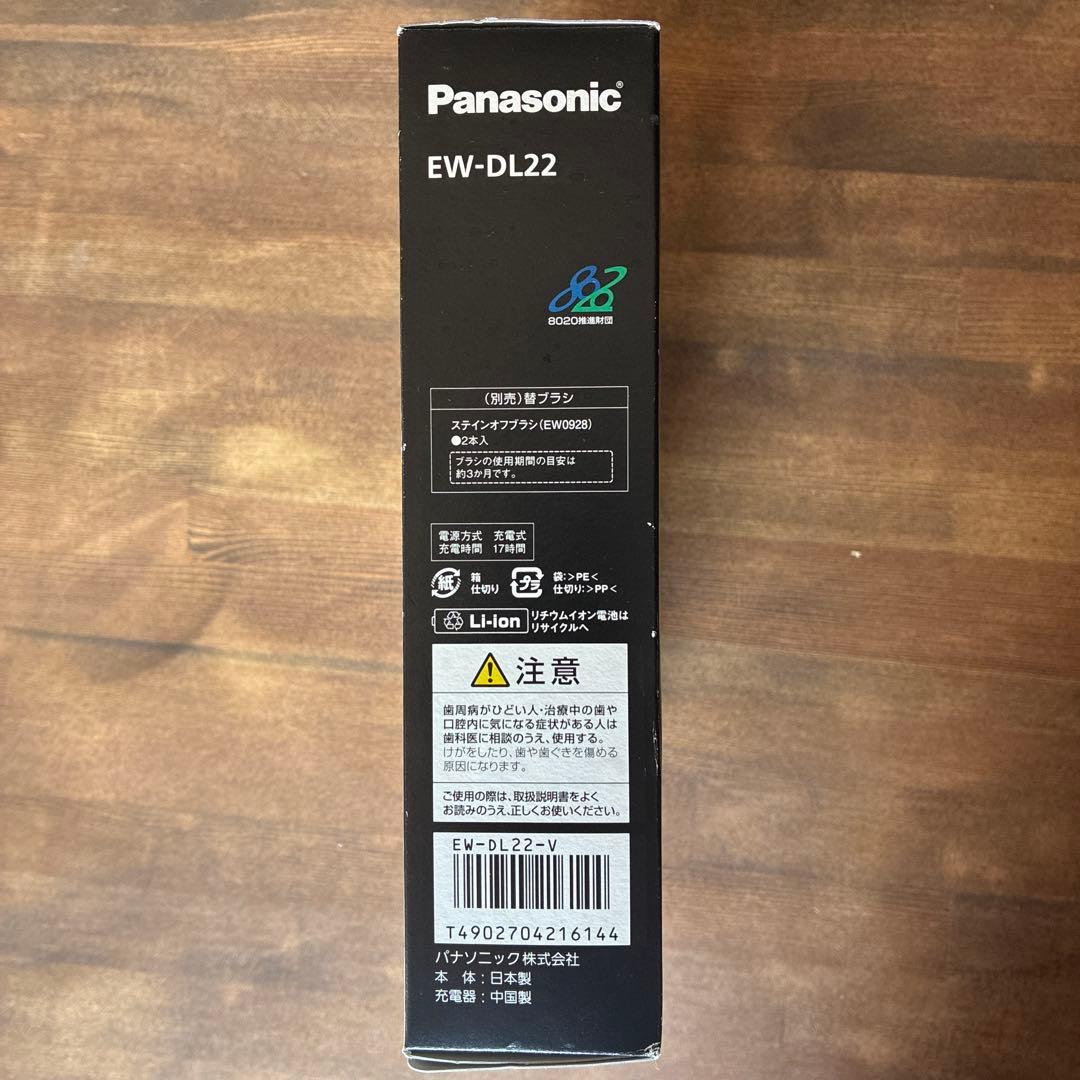 Panasonic®
EW-DL22
8020
8020推進財団
(別売)替ブラシ
ステインオフブラシ(EW0928)
●2本入
ブラシの使用期間の目安は
約3か月です。
電源方式 充電式
充電時間 17時間
紙 箱 仕切り プラ 袋:>PE< 仕切り:>PP<
Li-ion リチウムイオン電池は
リサイクルへ
注意
歯周病がひどい人・治療中の歯や
口腔内に気になる症状がある人は
歯科医に相談のうえ、使用する。
けがをしたり、歯や歯ぐきを傷める
原因になります。
ご使用の際は、取扱説明書をよく
お読みのうえ、正しくお使いください。
EW-DL22-V
T4902704216144
パナソニック株式会社
本 体:日本製
充電器:中国製